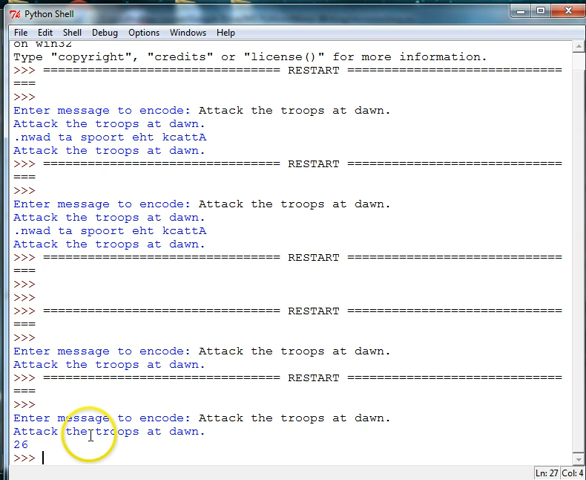 Python Shell
File Edit Shell Debug Options Windows Help
on win32
Type "copyright", "credits" or "license()" for more information.
>>> ================================ RESTART ================================
>>>
Enter message to encode: Attack the troops at dawn.
Attack the troops at dawn.
.nwad ta spoort eht kcattA
Attack the troops at dawn.
>>> ================================ RESTART ================================
>>>
Enter message to encode: Attack the troops at dawn.
Attack the troops at dawn.
.nwad ta spoort eht kcattA
Attack the troops at dawn.
>>> ================================ RESTART ================================
>>>
>>>
>>> ================================ RESTART ================================
>>>
Enter message to encode: Attack the troops at dawn.
Attack the troops at dawn.
>>> ================================ RESTART ================================
>>>
Enter message to encode: Attack the troops at dawn.
Attack the troops at dawn.
26
>>>
Ln: 27 Col: 4